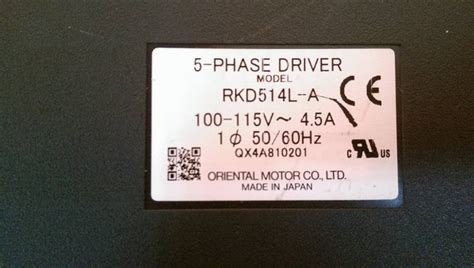 5-PHASE DRIVER
MODEL
RKD514L-A
100-115V~ 4.5A
1ϕ 50/60Hz
QX4A810201
ORIENTAL MOTOR CO., LTD.
MADE IN JAPAN
CE
c RU us